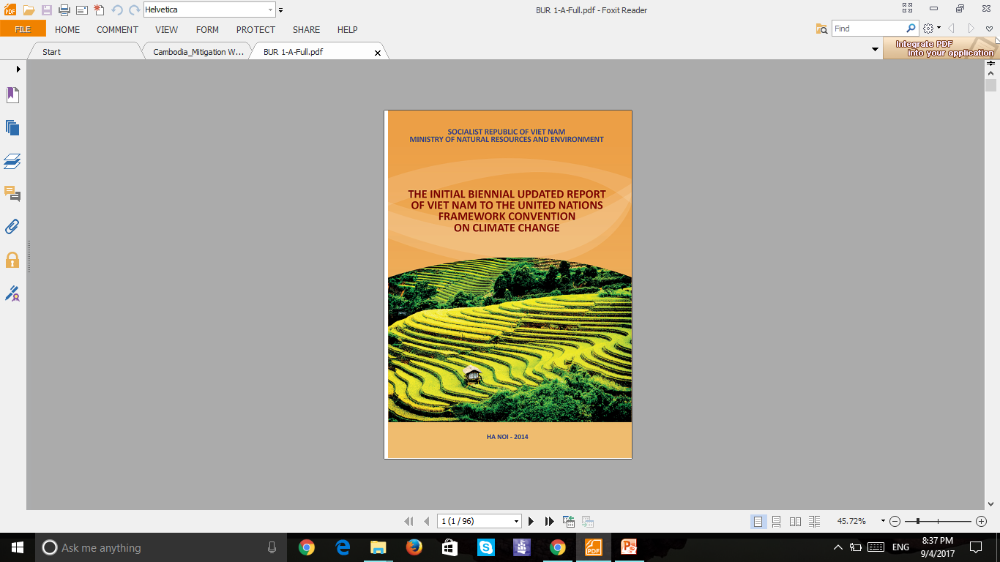 Helvetica
BUR 1-A-Full.pdf - Foxit Reader
FILE HOME COMMENT VIEW FORM PROTECT SHARE HELP
Find
Start
Cambodia_Mitigation W...
BUR 1-A-Full.pdf
Integrate PDF
into your application
SOCIALIST REPUBLIC OF VIET NAM
MINISTRY OF NATURAL RESOURCES AND ENVIRONMENT
THE INITIAL BIENNIAL UPDATED REPORT
OF VIET NAM TO THE UNITED NATIONS
FRAMEWORK CONVENTION
ON CLIMATE CHANGE
HA NOI - 2014
1 (1 / 96)
45.72%
Ask me anything
ENG
8:37 PM
9/4/2017